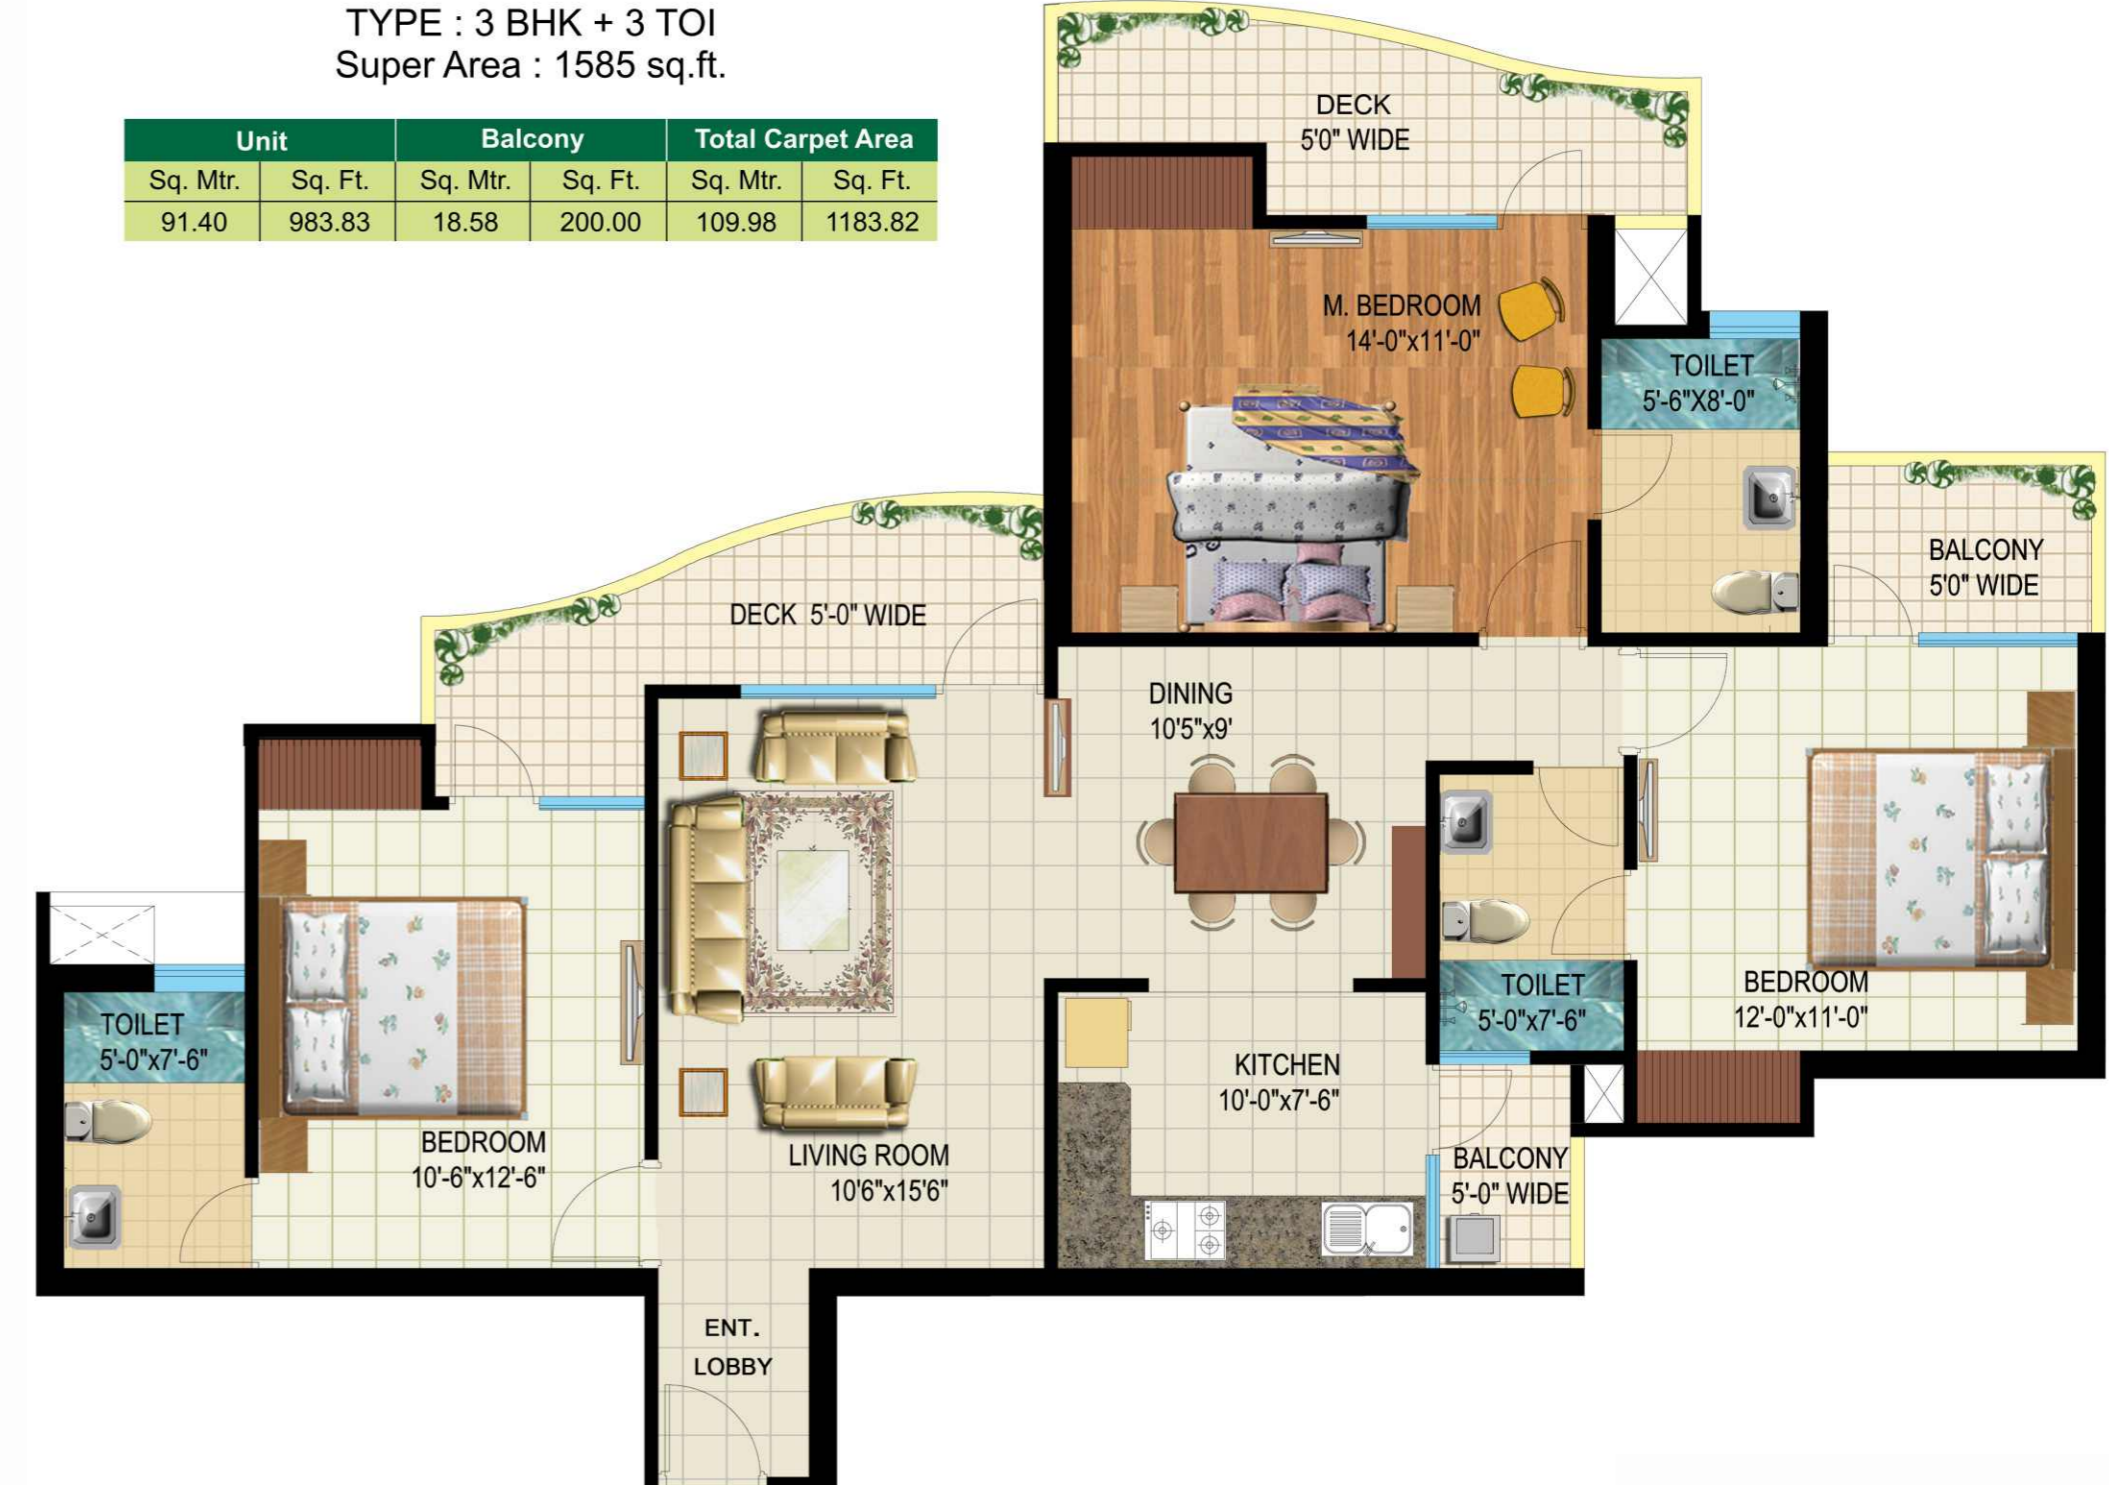 TYPE : 3 BHK + 3 TOI
Super Area : 1585 sq.ft.
Unit Balcony Total Carpet Area
Sq. Mtr. Sq. Ft. Sq. Mtr. Sq. Ft. Sq. Mtr. Sq. Ft.
91.40 983.83 18.58 200.00 109.98 1183.82
DECK
5'0" WIDE
M. BEDROOM
14'-0"x11'-0"
TOILET
5'-6"X8'-0"
BALCONY
5'0" WIDE
DECK 5'-0" WIDE
DINING
10'5"x9'
TOILET
5'-0"x7'-6"
BEDROOM
12'-0"x11'-0"
TOILET
5'-0"x7'-6"
KITCHEN
10'-0"x7'-6"
BEDROOM
10'-6"x12'-6"
LIVING ROOM
10'6"x15'6"
BALCONY
5'-0" WIDE
ENT.
LOBBY